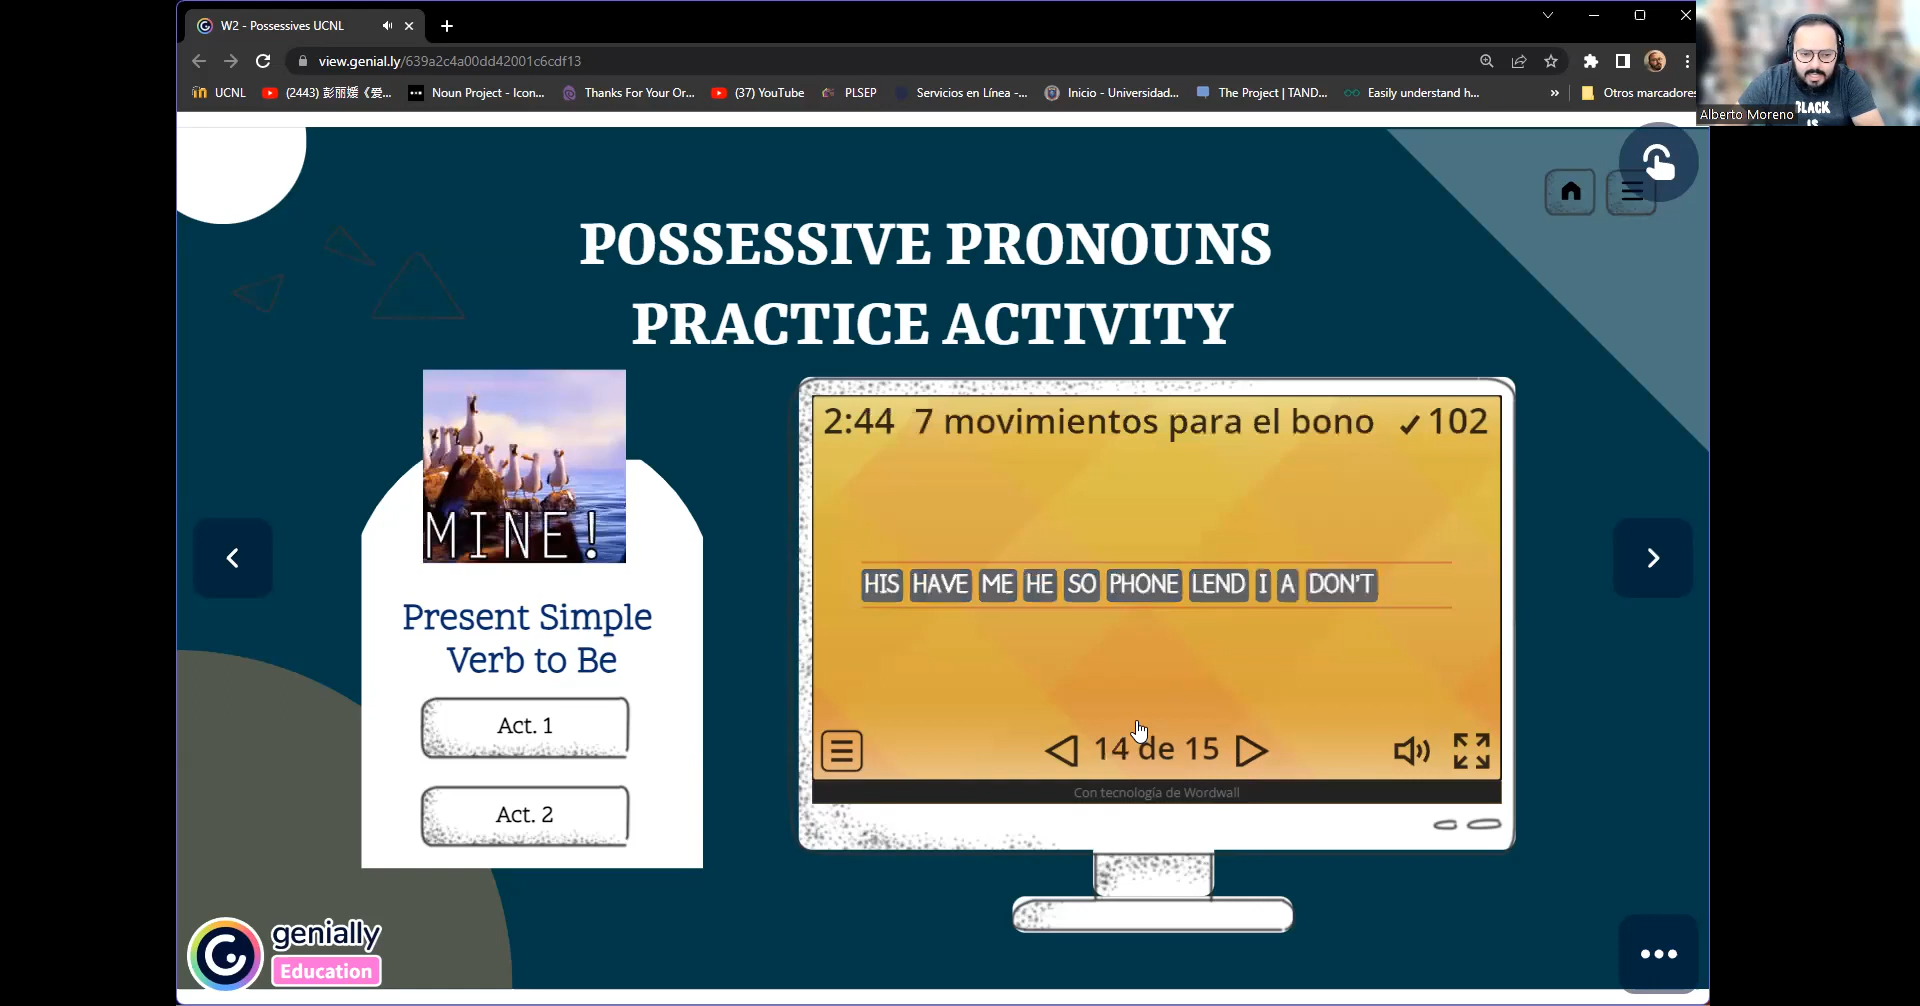 W2 - Possessives UCNL
view.genial.ly/639a2c4a00dd42001c6cdf13
UCNL
(2443) 彭丽媛《爱...
Noun Project - Icon...
Thanks For Your Or...
(37) YouTube
PLSEP
Servicios en Línea -...
Inicio - Universidad...
The Project | TAND...
Easily understand h...
»
Otros marcadores
BLACK
IS
Alberto Moreno
POSSESSIVE PRONOUNS
PRACTICE ACTIVITY
MINE!
Present Simple
Verb to Be
Act. 1
Act. 2
2:44 7 movimientos para el bono ✓102
HIS HAVE ME HE SO PHONE LEND I A DON'T
14 de 15
Con tecnología de Wordwall
genially
Education